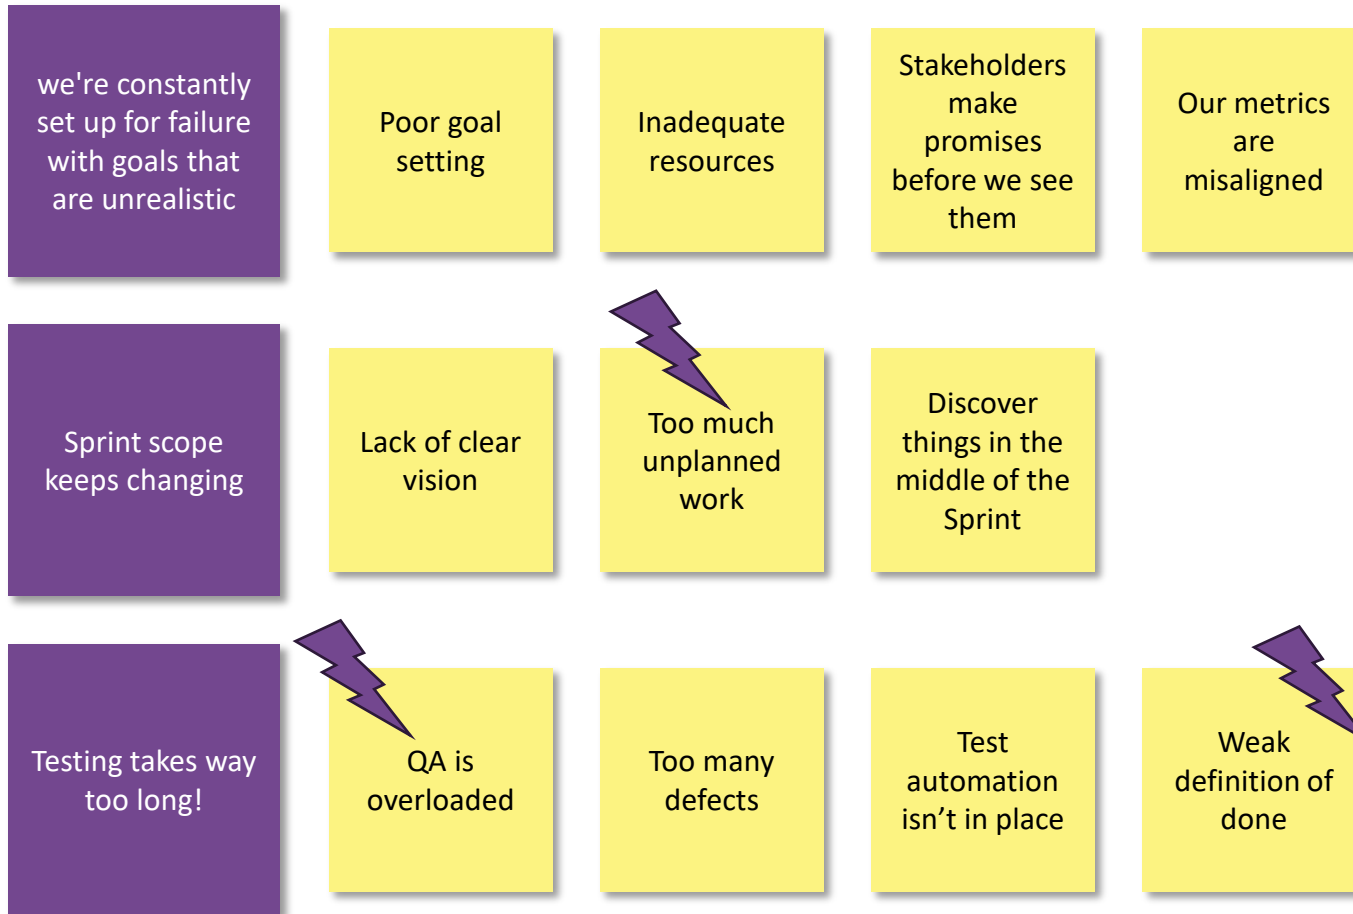 we're constantly
set up for failure
with goals that
are unrealistic
Poor goal
setting
Inadequate
resources
Stakeholders
make
promises
before we see
them
Our metrics
are
misaligned
Sprint scope
keeps changing
Lack of clear
vision
Too much
unplanned
work
Discover
things in the
middle of the
Sprint
Testing takes way
too long!
QA is
overloaded
Too many
defects
Test
automation
isn’t in place
Weak
definition of
done